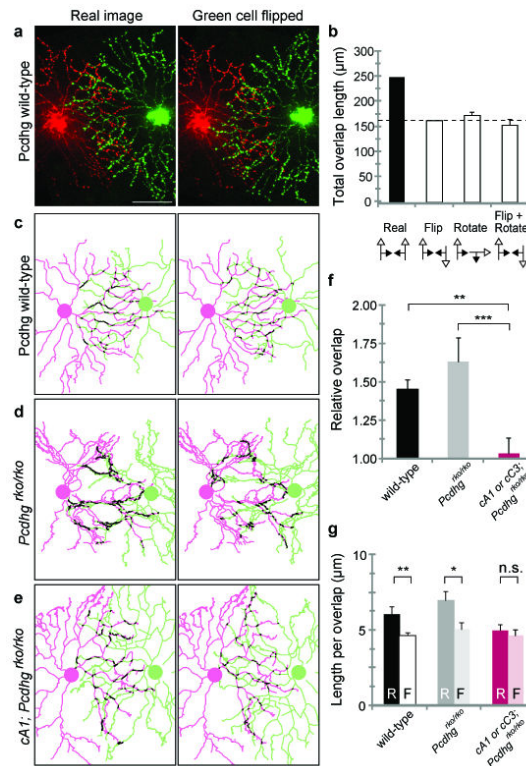 Real image Green cell flipped
a
Pcdhg wild-type
b
Total overlap length (μm)
300
250
200
150
100
50
0
Real Flip Rotate Flip + Rotate
c
Pcdhg wild-type
d
Pcdhg rko/rko
e
cA1; Pcdhg rko/rko
f
Relative overlap
2.00
1.75
1.50
1.25
1.00
**
***
wild-type
Pcdhg rko/rko
cA1 or cC3; Pcdhg rko/rko
g
Length per overlap (μm)
10
5
0
** * n.s.
R F R F R F
wild-type
Pcdhg rko/rko
cA1 or cC3; Pcdhg rko/rko